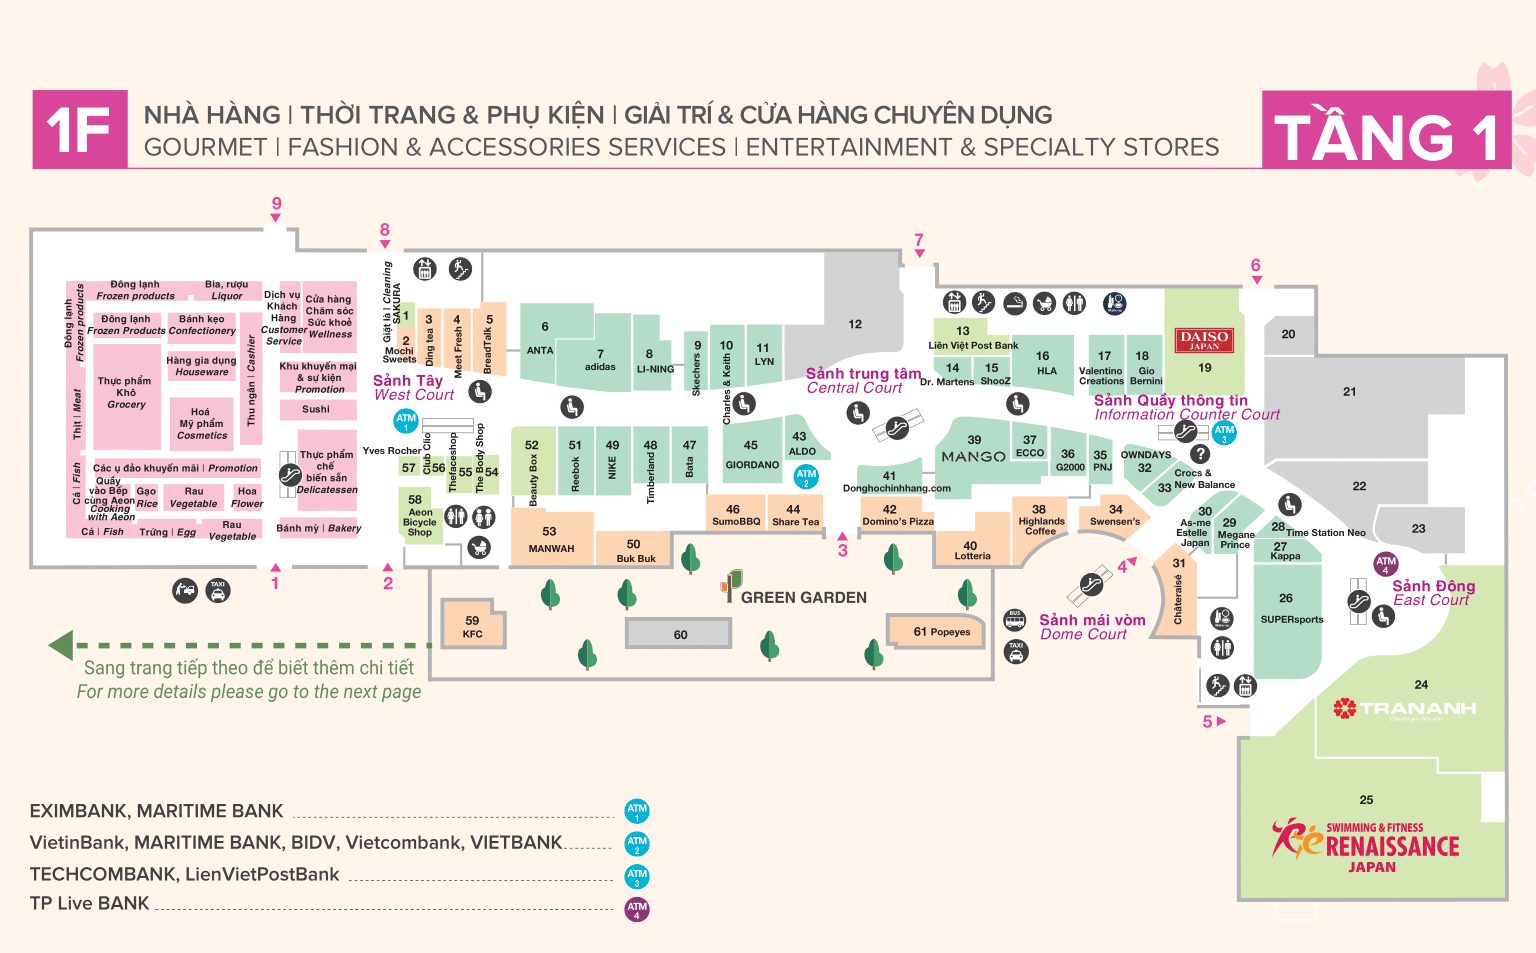 1F
NHÀ HÀNG | THỜI TRANG & PHỤ KIỆN | GIẢI TRÍ & CỬA HÀNG CHUYÊN DỤNG
GOURMET | FASHION & ACCESSORIES SERVICES | ENTERTAINMENT & SPECIALTY STORES
TẦNG 1
9
8
7
6
Đông lạnh
Frozen products
Bia, rượu
Liquor
Đông lạnh
Frozen products
Đông lạnh
Frozen Products
Bánh kẹo
Confectionery
Hàng gia dụng
Houseware
Thực phẩm
Khô
Grocery
Hoá
Mỹ phẩm
Cosmetics
Thu ngân | Cashier
Thịt | Meat
Cá | Fish
Dịch vụ
Khách
Hàng
Customer
Service
Cửa hàng
Chăm sóc
Sức khoẻ
Wellness
Khu khuyến mại
& sự kiện
Promotion
Sushi
Thực phẩm
chế
biến sẵn
Delicatessen
Các ụ đảo khuyến mãi | Promotion
Quầy
vào Bếp
cùng Aeon
Cooking
with Aeon
Gạo
Rice
Rau
Vegetable
Hoa
Flower
Cá | Fish
Trứng | Egg
Rau
Vegetable
Bánh mỳ | Bakery
Giặt là | Cleaning
SAKURA
1
2
Mochi
Sweets
3
Ding tea
4
Meet Fresh
5
BreadTalk
Sảnh Tây
West Court
ATM
1
6
ANTA
7
adidas
8
LI-NING
9
Skechers
10
Charles & Keith
11
LYN
12
Sảnh trung tâm
Central Court
13
Liên Việt Post Bank
14
Dr. Martens
15
ShooZ
16
HLA
17
Valentino
Creations
18
Gio
Bernini
DAISO
JAPAN
19
Sảnh Quầy thông tin
Information Counter Court
ATM
3
20
21
22
23
Yves Rocher
57
Club Clio
56
Thefaceshop
55
The Body Shop
54
58
Aeon
Bicycle
Shop
52
Beauty Box
51
Reebok
49
NIKE
48
Timberland
47
Bata
45
GIORDANO
43
ALDO
ATM
2
53
MANWAH
50
Buk Buk
46
SumoBBQ
44
Share Tea
41
Donghochinhhang.com
42
Domino's Pizza
39
MANGO
37
ECCO
36
G2000
35
PNJ
OWNDAYS
32
33
Crocs &
New Balance
40
Lotteria
38
Highlands
Coffee
34
Swensen's
30
As-me
Estelle
Japan
29
Megane
Prince
28
Time Station Neo
27
Kappa
26
SUPERsports
31
Châteraisé
ATM
4
Sảnh Đông
East Court
1
2
3
4
5
TAXI
GREEN GARDEN
59
KFC
60
61 Popeyes
BUS
TAXI
Sảnh mái vòm
Dome Court
24
TRANANH
25
SWIMMING & FITNESS
RENAISSANCE
JAPAN
Sang trang tiếp theo để biết thêm chi tiết
For more details please go to the next page
EXIMBANK, MARITIME BANK ATM 1
VietinBank, MARITIME BANK, BIDV, Vietcombank, VIETBANK ATM 2
TECHCOMBANK, LienVietPostBank ATM 3
TP Live BANK ATM 4